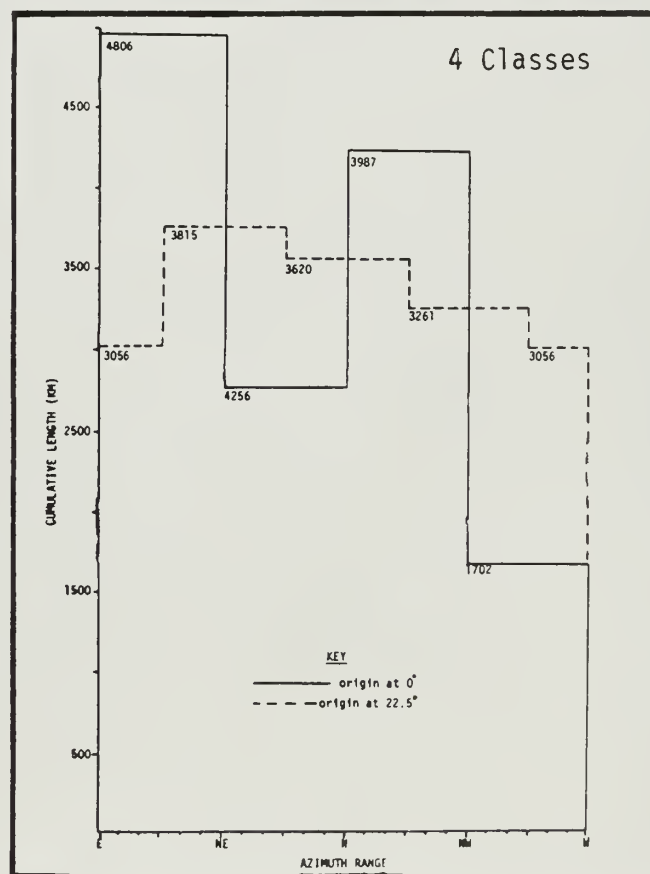 4 Classes
4806
4500
3987
3815
3500
3620
3261
3056
3056
4256
2500
CUMULATIVE LENGTH (KM)
1702
1500
KEY
origin at 0°
origin at 22.5°
500
E NE N NW W
AZIMUTH RANGE